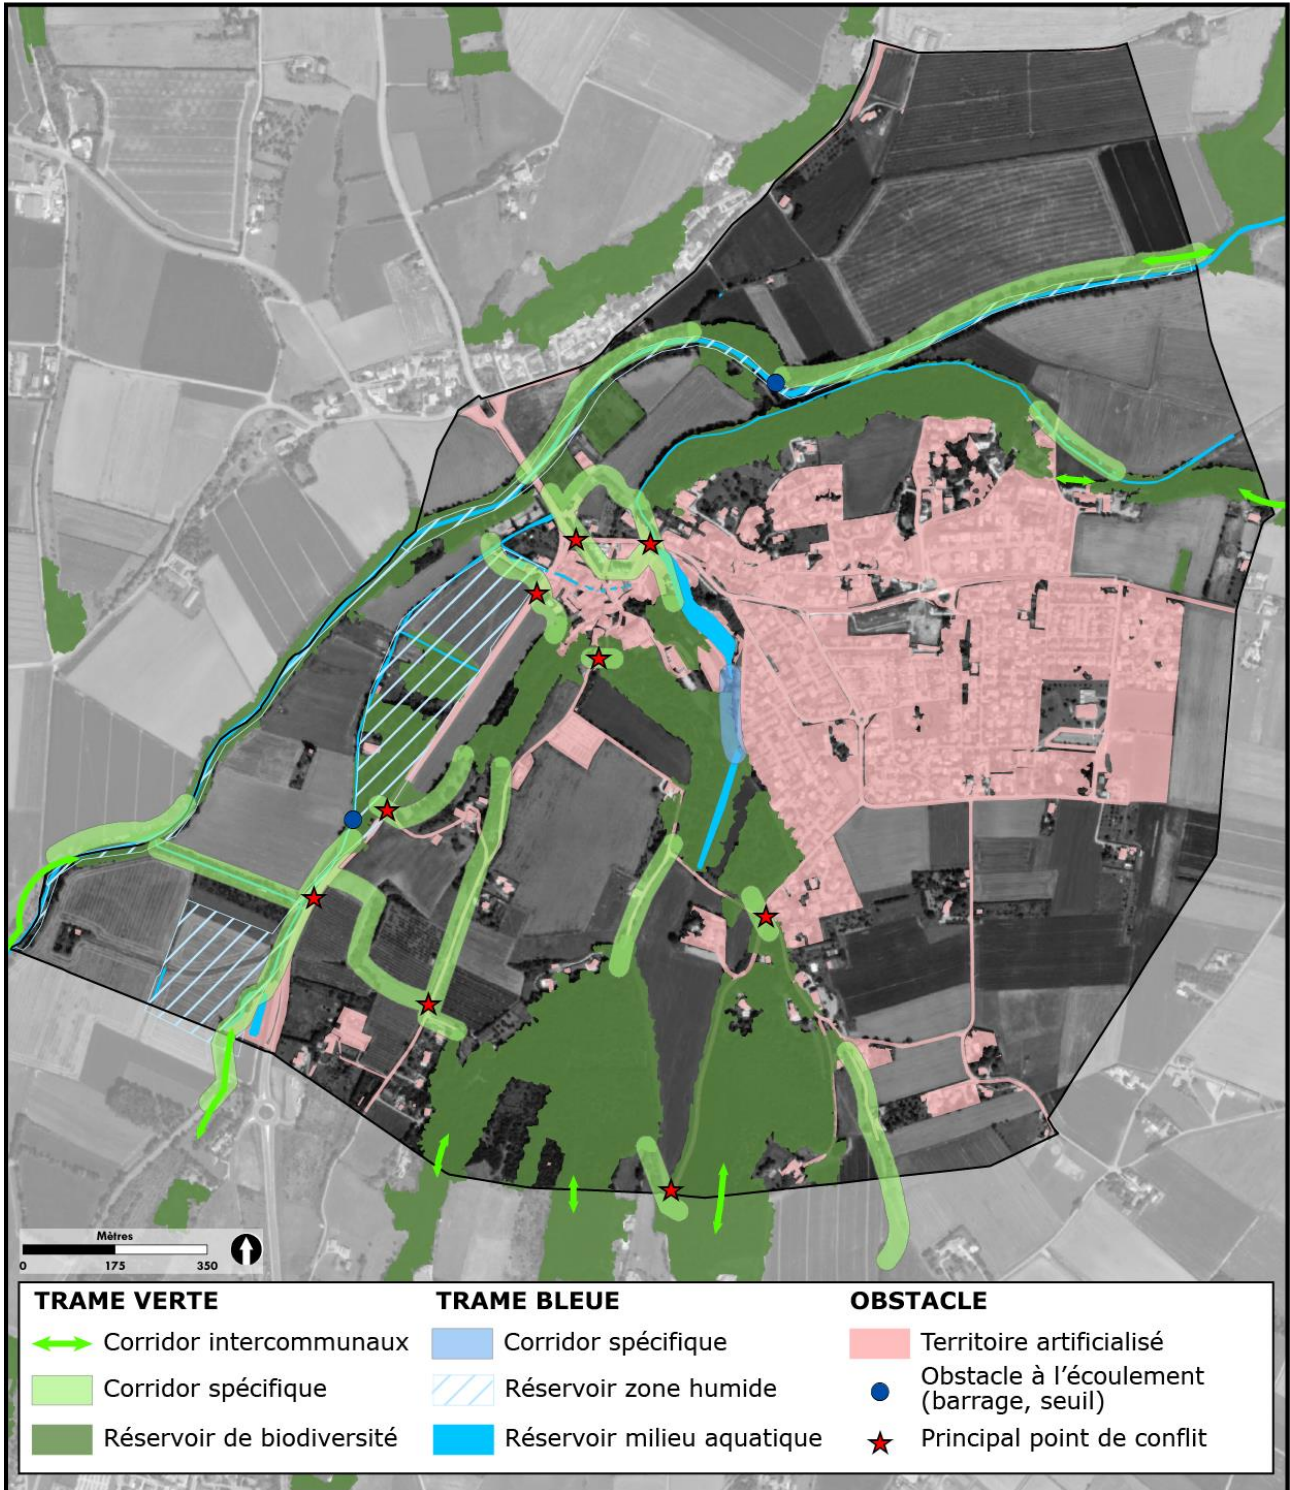 Mètres
0 175 350
TRAME VERTE
Corridor intercommunaux
Corridor spécifique
Réservoir de biodiversité
TRAME BLEUE
Corridor spécifique
Réservoir zone humide
Réservoir milieu aquatique
OBSTACLE
Territoire artificialisé
Obstacle à l'écoulement
(barrage, seuil)
Principal point de conflit